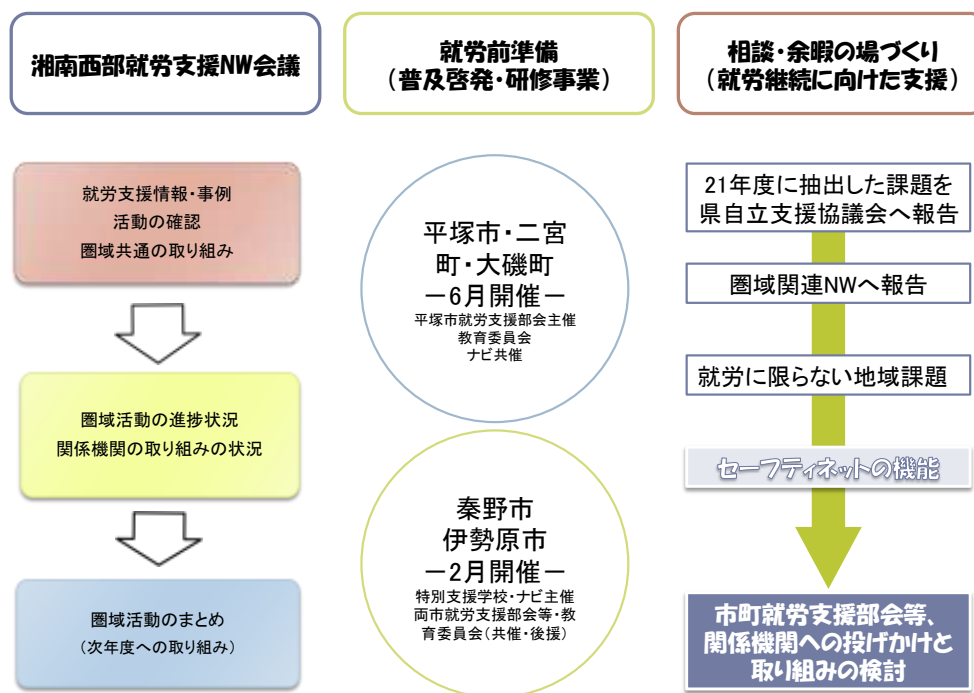 湘南西部就労支援NW会議
就労支援情報・事例
活動の確認
圏域共通の取り組み
圏域活動の進捗状況
関係機関の取り組みの状況
圏域活動のまとめ
(次年度への取り組み)
就労前準備
(普及啓発・研修事業)
平塚市・二宮
町・大磯町
－6月開催－
平塚市就労支援部会主催
教育委員会
ナビ共催
秦野市
伊勢原市
－2月開催－
特別支援学校・ナビ主催
両市就労支援部会等・教
育委員会(共催・後援)
相談・余暇の場づくり
(就労継続に向けた支援)
21年度に抽出した課題を
県自立支援協議会へ報告
圏域関連NWへ報告
就労に限らない地域課題
セーフティネットの機能
市町就労支援部会等、
関係機関への投げかけと
取り組みの検討